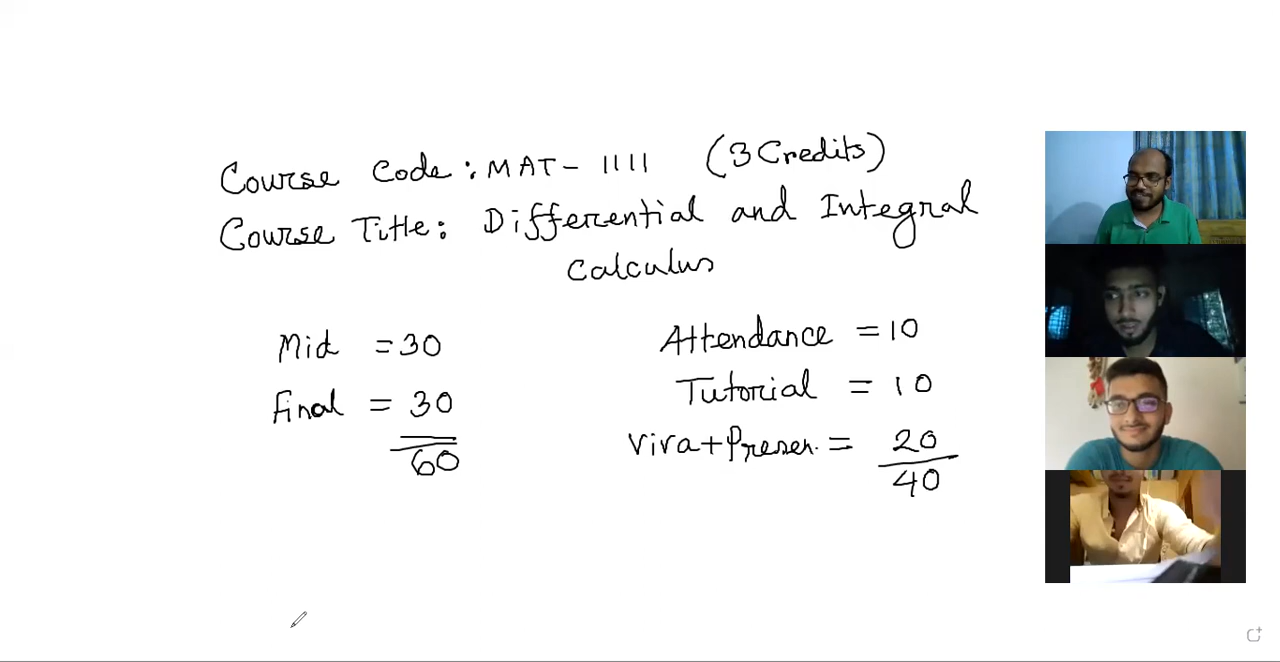 Course Code: MAT-1111 (3 Credits)
Course Title: Differential and Integral
Calculus
Mid = 30
Final = 30
60
Attendance = 10
Tutorial = 10
Viva+Presen. = 20
40